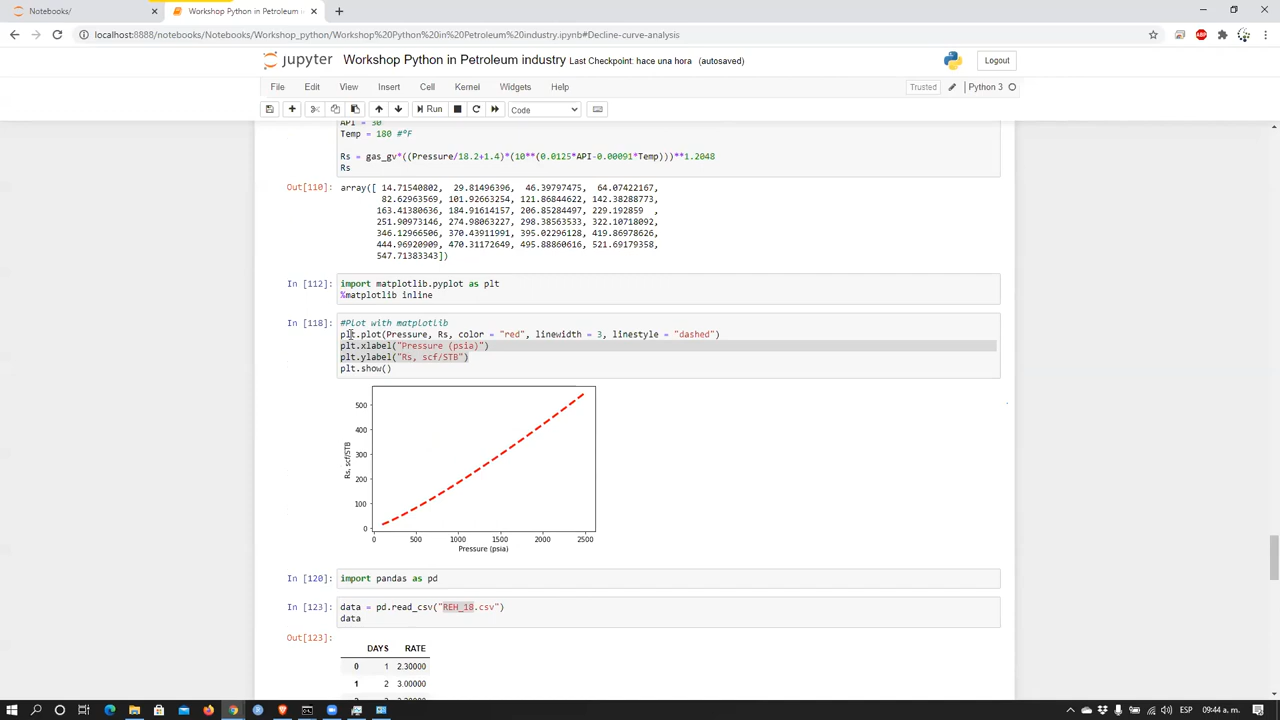 Notebooks/
Workshop Python in Petroleum i
localhost:8888/notebooks/Notebooks/Workshop_python/Workshop%20Python%20in%20Petroleum%20industry.ipynb#Decline-curve-analysis
ABP
jupyter Workshop Python in Petroleum industry Last Checkpoint: hace una hora (autosaved)
Logout
File Edit View Insert Cell Kernel Widgets Help
Trusted Python 3
Run Code
API = 30
Temp = 180 #°F
Rs = gas_gv*((Pressure/18.2+1.4)*(10**(0.0125*API-0.00091*Temp)))**1.2048
Rs
Out[110]: array([ 14.71540802, 29.81496396, 46.39797475, 64.07422167,
82.62963569, 101.92663254, 121.86844622, 142.38288773,
163.41380636, 184.91614157, 206.85284497, 229.192859 ,
251.90973146, 274.98063227, 298.38563533, 322.10718092,
346.12966506, 370.43911991, 395.02296128, 419.86978626,
444.96920909, 470.31172649, 495.88860616, 521.69179358,
547.71383343])
In [112]: import matplotlib.pyplot as plt
%matplotlib inline
In [118]: #Plot with matplotlib
plt.plot(Pressure, Rs, color = "red", linewidth = 3, linestyle = "dashed")
plt.xlabel("Pressure (psia)")
plt.ylabel("Rs, scf/STB")
plt.show()
Rs, scf/STB
500
400
300
200
100
0
0 500 1000 1500 2000 2500
Pressure (psia)
In [120]: import pandas as pd
In [123]: data = pd.read_csv("REH_18.csv")
data
Out[123]:
DAYS RATE
0 1 2.30000
1 2 3.00000
ESP 09:44 a. m.